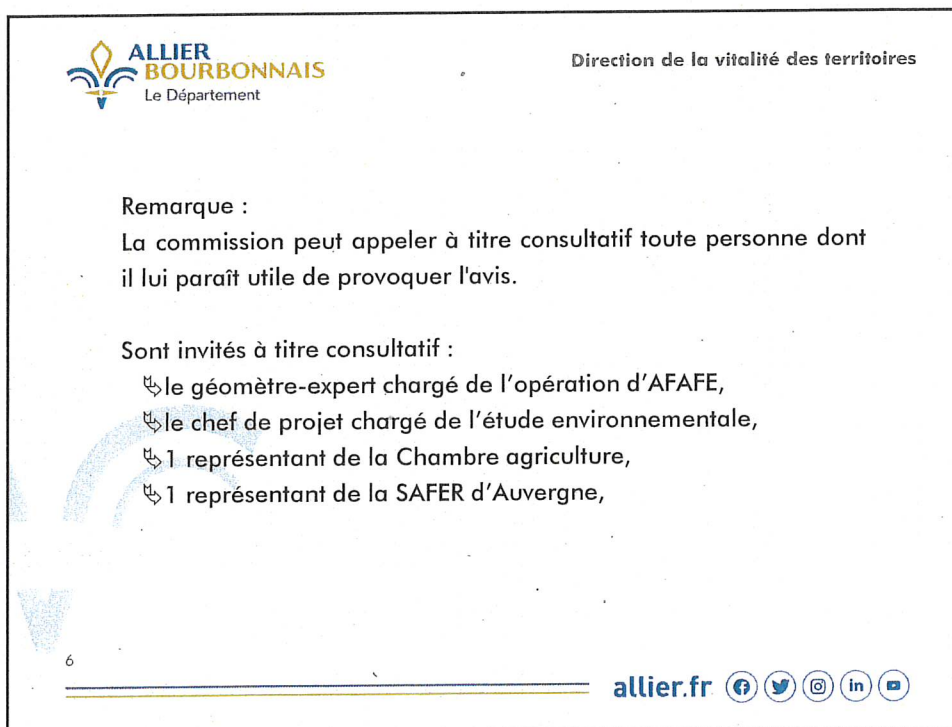 ALLIER
BOURBONNAIS
Le Département
Direction de la vitalité des territoires
Remarque :
La commission peut appeler à titre consultatif toute personne dont
il lui paraît utile de provoquer l'avis.
Sont invités à titre consultatif :
le géomètre-expert chargé de l'opération d'AFAFE,
le chef de projet chargé de l'étude environnementale,
1 représentant de la Chambre agriculture,
1 représentant de la SAFER d'Auvergne,
6
allier.fr